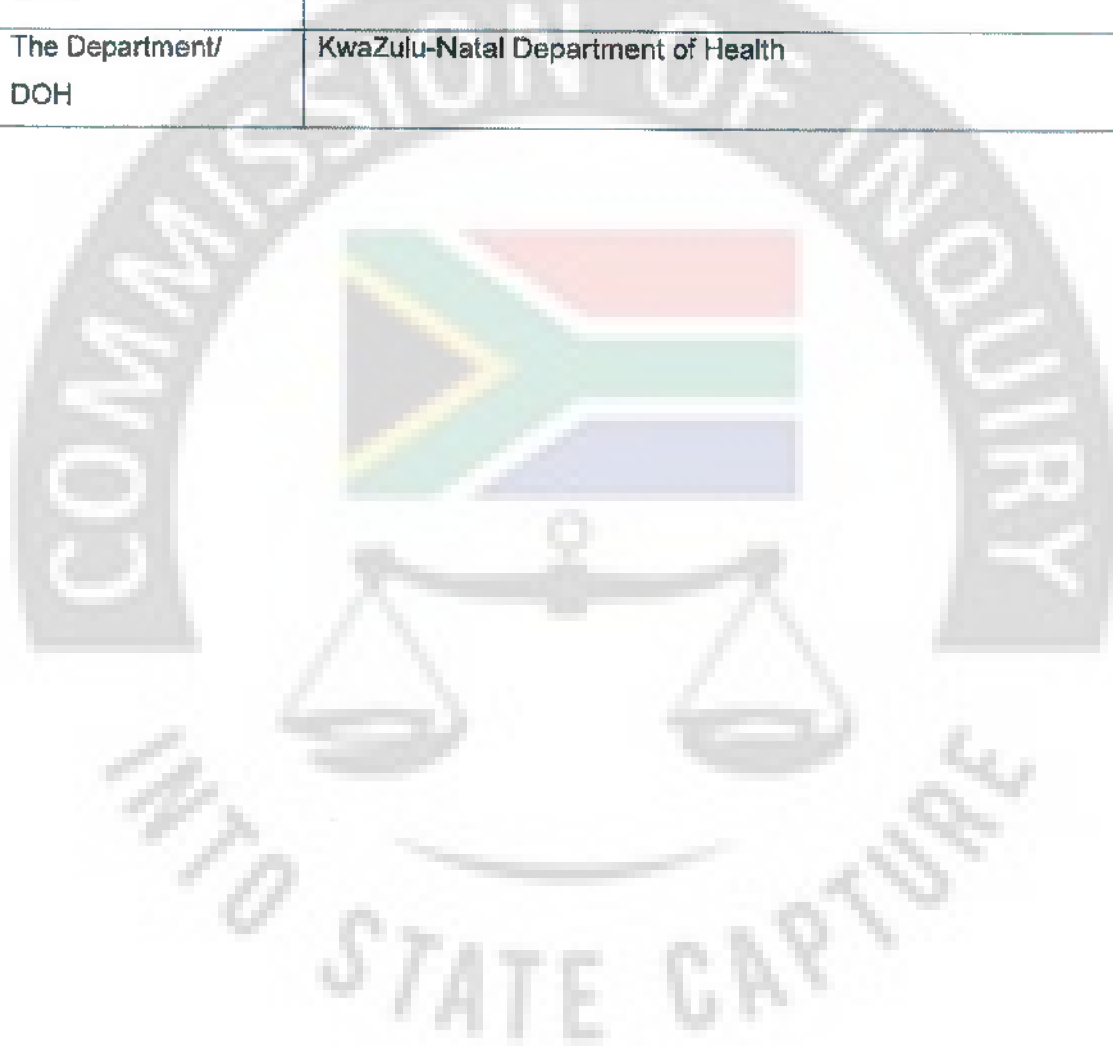 The Department/ KwaZulu-Natal Department of Health
DOH
COMMISSION OF INQUIRY
INTO STATE CAPTURE